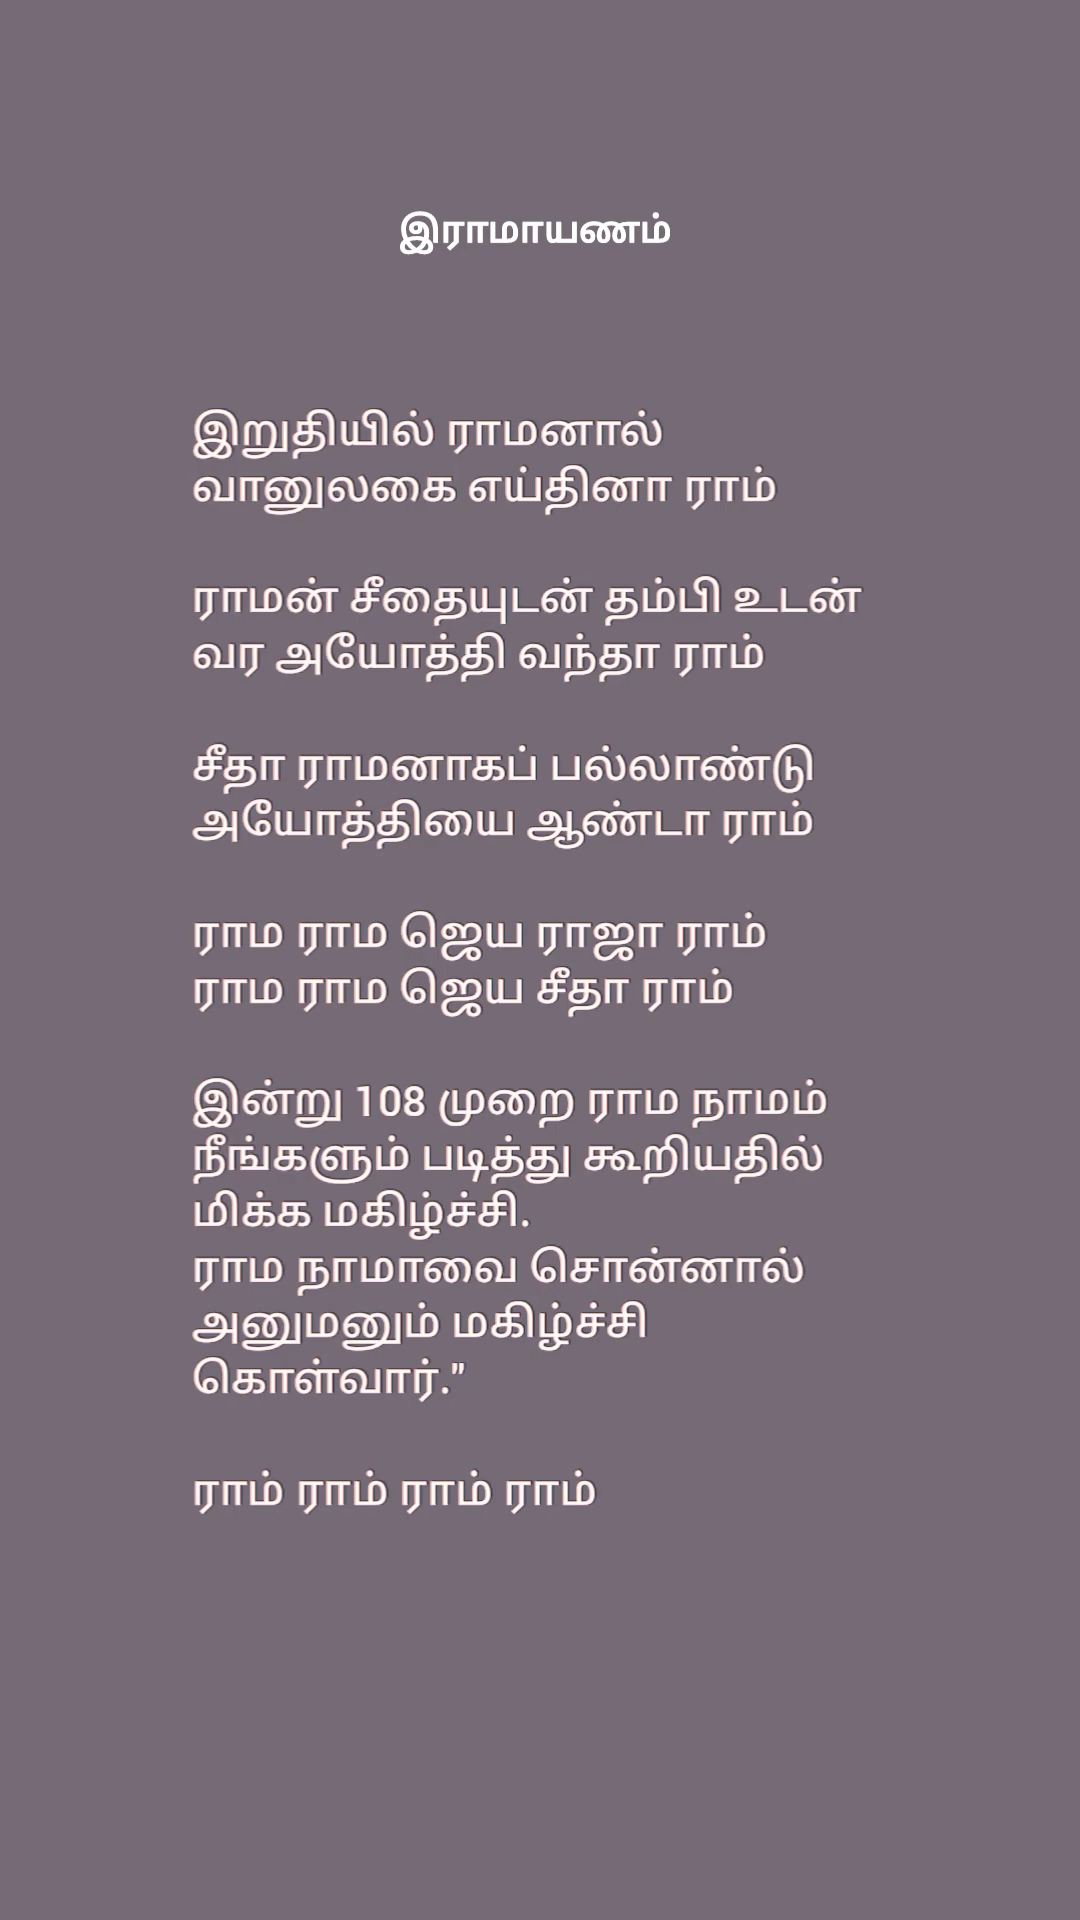 இராமாயணம்
இறுதியில் ராமனால்
வானுலகை எய்தினா ராம்
ராமன் சீதையுடன் தம்பி உடன்
வர அயோத்தி வந்தா ராம்
சீதா ராமனாகப் பல்லாண்டு
அயோத்தியை ஆண்டா ராம்
ராம ராம ஜெய ராஜா ராம்
ராம ராம ஜெய சீதா ராம்
இன்று 108 முறை ராம நாமம்
நீங்களும் படித்து கூறியதில்
மிக்க மகிழ்ச்சி.
ராம நாமாவை சொன்னால்
அனுமனும் மகிழ்ச்சி
கொள்வார்."
ராம் ராம் ராம் ராம்